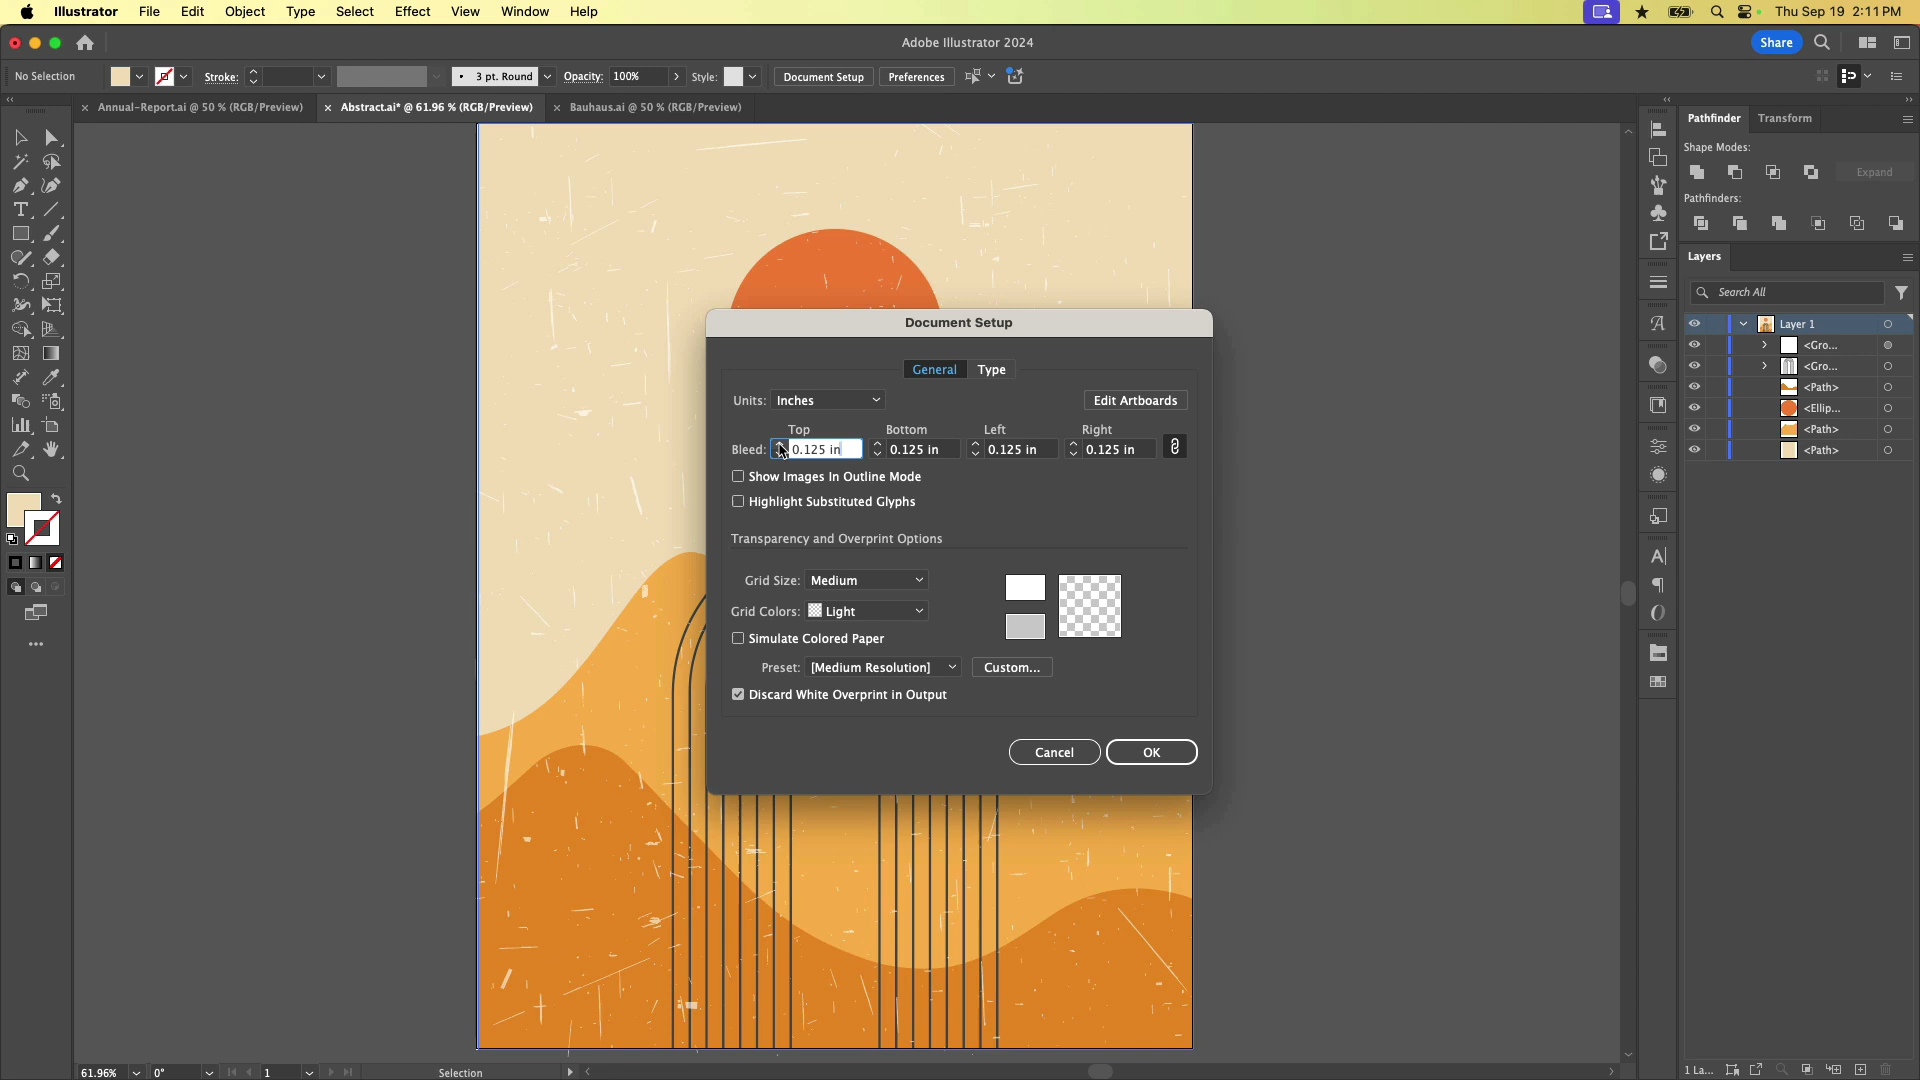 Illustrator File Edit Object Type Select Effect View Window Help Thu Sep 19 2:11 PM
Adobe Illustrator 2024 Share
No Selection Stroke: 3 pt. Round Opacity: 100% Style: Document Setup Preferences
Annual-Report.ai @ 50 % (RGB/Preview) Abstract.ai* @ 61.96 % (RGB/Preview) Bauhaus.ai @ 50 % (RGB/Preview)
Pathfinder Transform
Shape Modes:
Expand
Pathfinders:
Layers
Search All
Layer 1
<Gro...
<Gro...
<Path>
<Ellip...
<Path>
<Path>
Document Setup
General Type
Units: Inches Edit Artboards
Top Bottom Left Right
Bleed: 0.125 in 0.125 in 0.125 in 0.125 in
Show Images In Outline Mode
Highlight Substituted Glyphs
Transparency and Overprint Options
Grid Size: Medium
Grid Colors: Light
Simulate Colored Paper
Preset: [Medium Resolution] Custom...
Discard White Overprint in Output
Cancel OK
61.96% 0° 1 Selection 1 La...